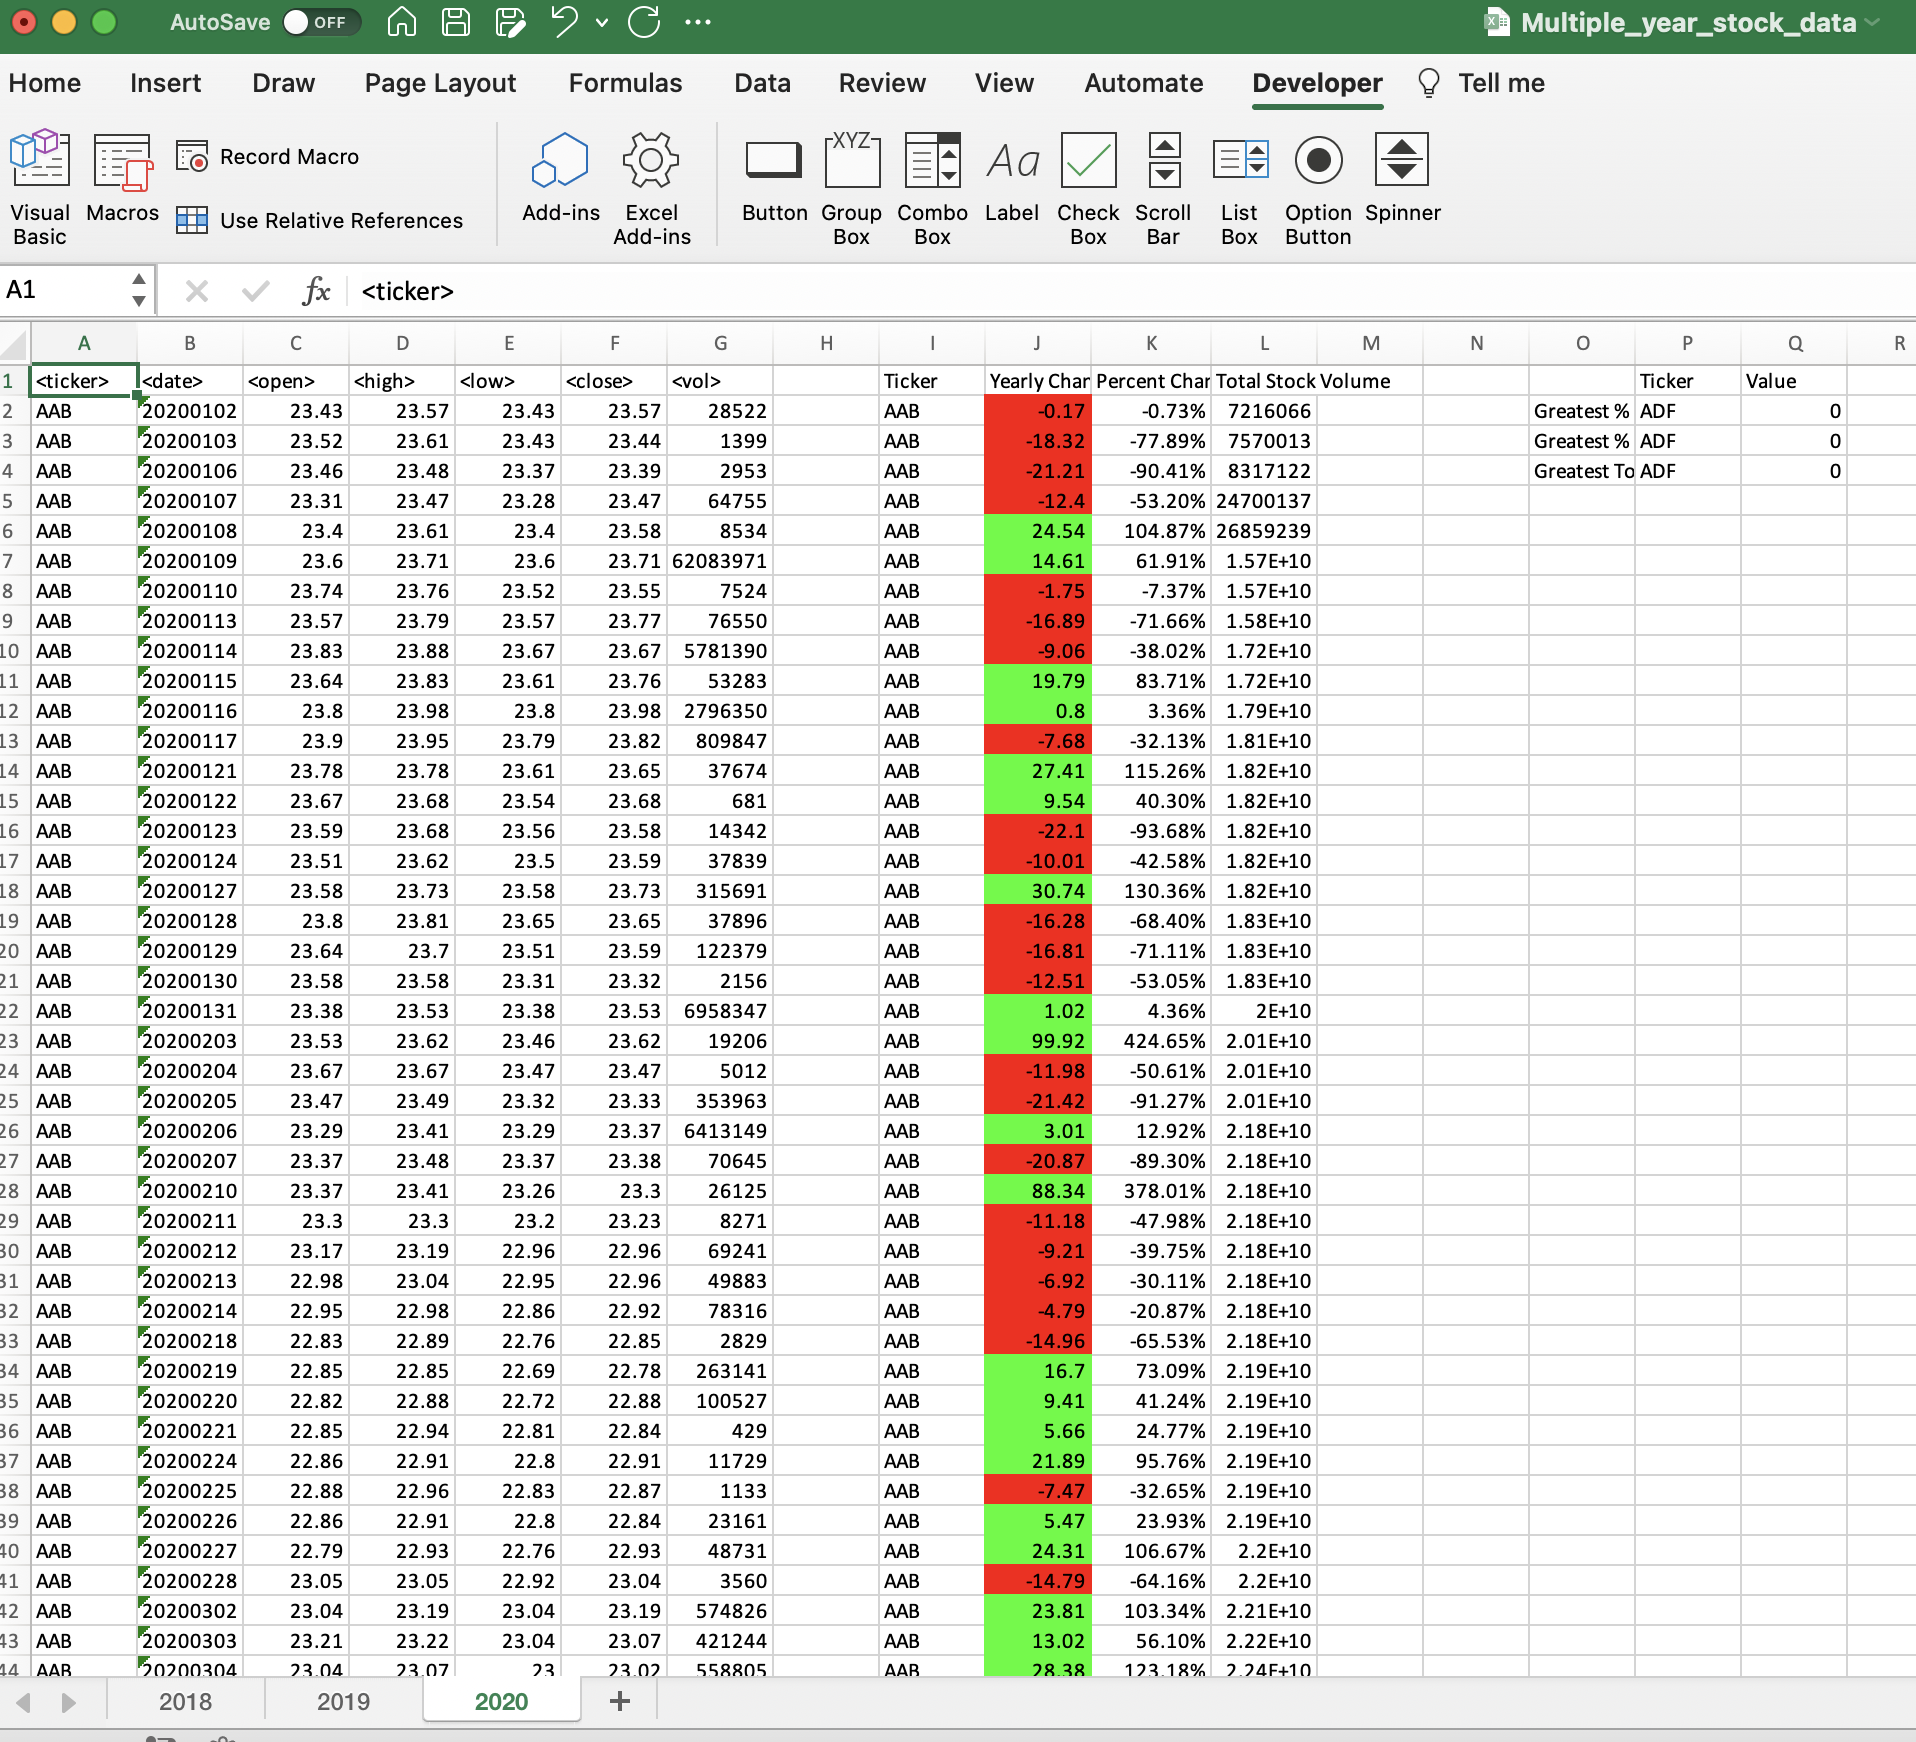 AutoSave OFF Multiple_year_stock_data
Home Insert Draw Page Layout Formulas Data Review View Automate Developer Tell me
Visual Basic Macros Record Macro Use Relative References Add-ins Excel Add-ins Button Group Box Combo Box Label Check Box Scroll Bar List Box Option Button Spinner
XYZ Aa
A1 fx <ticker>
A B C D E F G H I J K L M N O P Q R
1 <ticker> <date> <open> <high> <low> <close> <vol> Ticker Yearly Char Percent Char Total Stock Volume Ticker Value
2 AAB 20200102 23.43 23.57 23.43 23.57 28522 AAB -0.17 -0.73% 7216066 Greatest % ADF 0
3 AAB 20200103 23.52 23.61 23.43 23.44 1399 AAB -18.32 -77.89% 7570013 Greatest % ADF 0
4 AAB 20200106 23.46 23.48 23.37 23.39 2953 AAB -21.21 -90.41% 8317122 Greatest To ADF 0
5 AAB 20200107 23.31 23.47 23.28 23.47 64755 AAB -12.4 -53.20% 24700137
6 AAB 20200108 23.4 23.61 23.4 23.58 8534 AAB 24.54 104.87% 26859239
7 AAB 20200109 23.6 23.71 23.6 23.71 62083971 AAB 14.61 61.91% 1.57E+10
8 AAB 20200110 23.74 23.76 23.52 23.55 7524 AAB -1.75 -7.37% 1.57E+10
9 AAB 20200113 23.57 23.79 23.57 23.77 76550 AAB -16.89 -71.66% 1.58E+10
10 AAB 20200114 23.83 23.88 23.67 23.67 5781390 AAB -9.06 -38.02% 1.72E+10
11 AAB 20200115 23.64 23.83 23.61 23.76 53283 AAB 19.79 83.71% 1.72E+10
12 AAB 20200116 23.8 23.98 23.8 23.98 2796350 AAB 0.8 3.36% 1.79E+10
13 AAB 20200117 23.9 23.95 23.79 23.82 809847 AAB -7.68 -32.13% 1.81E+10
14 AAB 20200121 23.78 23.78 23.61 23.65 37674 AAB 27.41 115.26% 1.82E+10
15 AAB 20200122 23.67 23.68 23.54 23.68 681 AAB 9.54 40.30% 1.82E+10
16 AAB 20200123 23.59 23.68 23.56 23.58 14342 AAB -22.1 -93.68% 1.82E+10
17 AAB 20200124 23.51 23.62 23.5 23.59 37839 AAB -10.01 -42.58% 1.82E+10
18 AAB 20200127 23.58 23.73 23.58 23.73 315691 AAB 30.74 130.36% 1.82E+10
19 AAB 20200128 23.8 23.81 23.65 23.65 37896 AAB -16.28 -68.40% 1.83E+10
20 AAB 20200129 23.64 23.7 23.51 23.59 122379 AAB -16.81 -71.11% 1.83E+10
21 AAB 20200130 23.58 23.58 23.31 23.32 2156 AAB -12.51 -53.05% 1.83E+10
22 AAB 20200131 23.38 23.53 23.38 23.53 6958347 AAB 1.02 4.36% 2E+10
23 AAB 20200203 23.53 23.62 23.46 23.62 19206 AAB 99.92 424.65% 2.01E+10
24 AAB 20200204 23.67 23.67 23.47 23.47 5012 AAB -11.98 -50.61% 2.01E+10
25 AAB 20200205 23.47 23.49 23.32 23.33 353963 AAB -21.42 -91.27% 2.01E+10
26 AAB 20200206 23.29 23.41 23.29 23.37 6413149 AAB 3.01 12.92% 2.18E+10
27 AAB 20200207 23.37 23.48 23.37 23.38 70645 AAB -20.87 -89.30% 2.18E+10
28 AAB 20200210 23.37 23.41 23.26 23.3 26125 AAB 88.34 378.01% 2.18E+10
29 AAB 20200211 23.3 23.3 23.2 23.23 8271 AAB -11.18 -47.98% 2.18E+10
30 AAB 20200212 23.17 23.19 22.96 22.96 69241 AAB -9.21 -39.75% 2.18E+10
31 AAB 20200213 22.98 23.04 22.95 22.96 49883 AAB -6.92 -30.11% 2.18E+10
32 AAB 20200214 22.95 22.98 22.86 22.92 78316 AAB -4.79 -20.87% 2.18E+10
33 AAB 20200218 22.83 22.89 22.76 22.85 2829 AAB -14.96 -65.53% 2.18E+10
34 AAB 20200219 22.85 22.85 22.69 22.78 263141 AAB 16.7 73.09% 2.19E+10
35 AAB 20200220 22.82 22.88 22.72 22.88 100527 AAB 9.41 41.24% 2.19E+10
36 AAB 20200221 22.85 22.94 22.81 22.84 429 AAB 5.66 24.77% 2.19E+10
37 AAB 20200224 22.86 22.91 22.8 22.91 11729 AAB 21.89 95.76% 2.19E+10
38 AAB 20200225 22.88 22.96 22.83 22.87 1133 AAB -7.47 -32.65% 2.19E+10
39 AAB 20200226 22.86 22.91 22.8 22.84 23161 AAB 5.47 23.93% 2.19E+10
40 AAB 20200227 22.79 22.93 22.76 22.93 48731 AAB 24.31 106.67% 2.2E+10
41 AAB 20200228 23.05 23.05 22.92 23.04 3560 AAB -14.79 -64.16% 2.2E+10
42 AAB 20200302 23.04 23.19 23.04 23.19 574826 AAB 23.81 103.34% 2.21E+10
43 AAB 20200303 23.21 23.22 23.04 23.07 421244 AAB 13.02 56.10% 2.22E+10
44 AAB 20200304 23.04 23.07 23 23.02 558805 AAB 28.38 123.18% 2.24E+10
2018 2019 2020 +